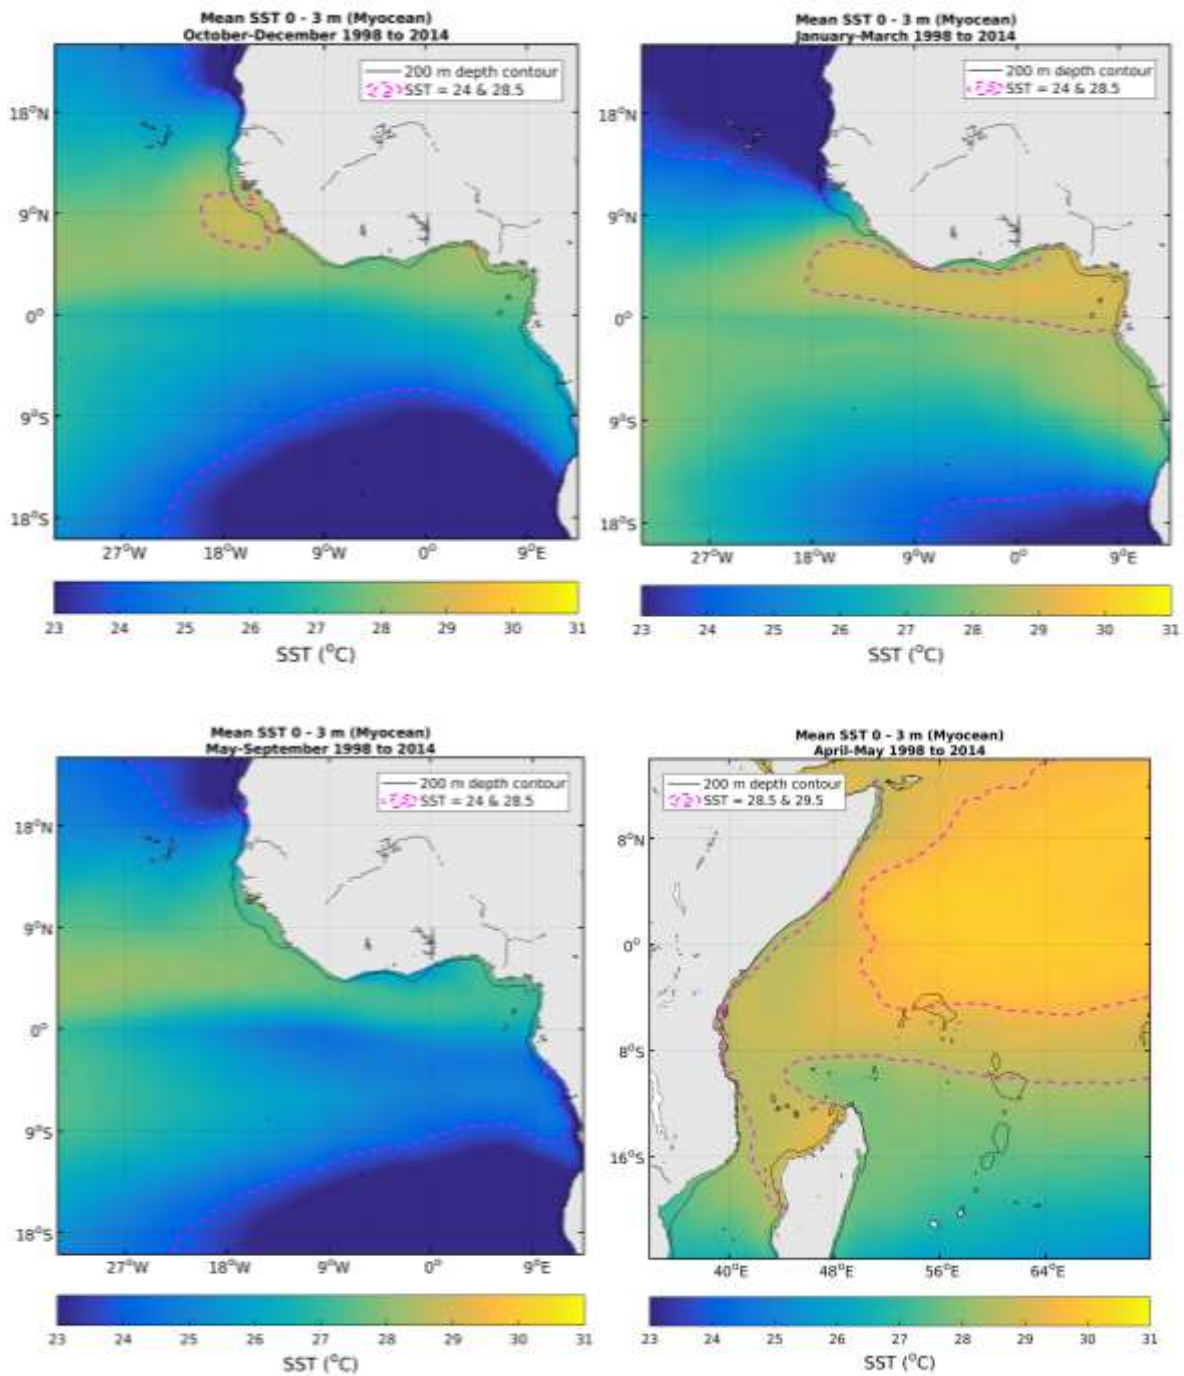 Mean SST 0 - 3 m (Myocean)
October-December 1998 to 2014
200 m depth contour
SST = 24 & 28.5
18°N
9°N
0°
9°S
18°S
27°W 18°W 9°W 0° 9°E
23 24 25 26 27 28 29 30 31
SST (°C)
Mean SST 0 - 3 m (Myocean)
January-March 1998 to 2014
200 m depth contour
SST = 24 & 28.5
18°N
9°N
0°
9°S
18°S
27°W 18°W 9°W 0° 9°E
23 24 25 26 27 28 29 30 31
SST (°C)
Mean SST 0 - 3 m (Myocean)
May-September 1998 to 2014
200 m depth contour
SST = 24 & 28.5
18°N
9°N
0°
9°S
18°S
27°W 18°W 9°W 0° 9°E
23 24 25 26 27 28 29 30 31
SST (°C)
Mean SST 0 - 3 m (Myocean)
April-May 1998 to 2014
200 m depth contour
SST = 28.5 & 29.5
8°N
0°
8°S
16°S
40°E 48°E 56°E 64°E
23 24 25 26 27 28 29 30 31
SST (°C)